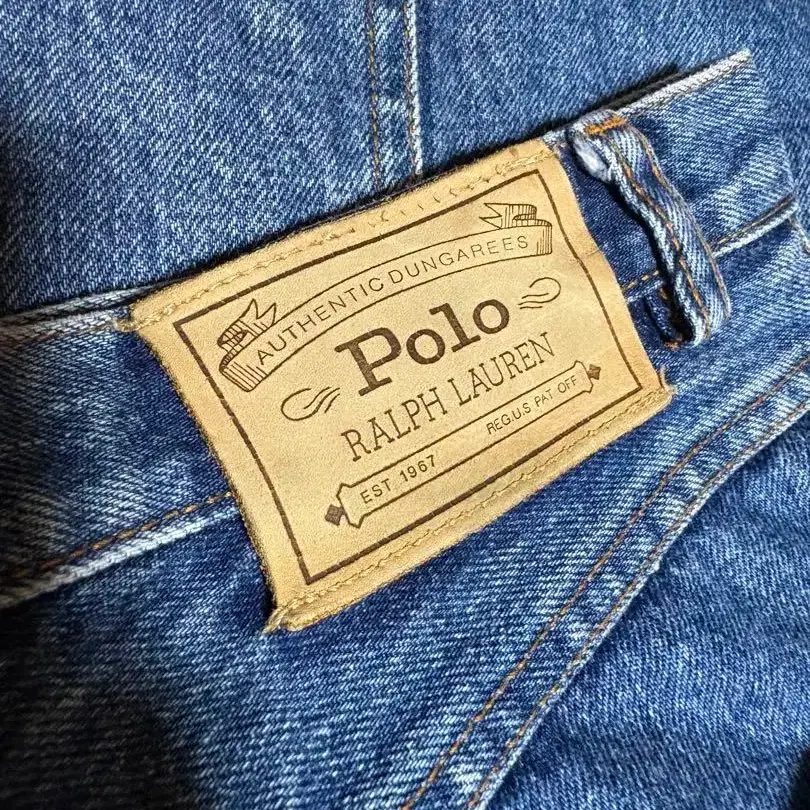 AUTHENTIC DUNGAREES
Polo
RALPH LAUREN
REG.U.S. PAT. OFF
EST 1967